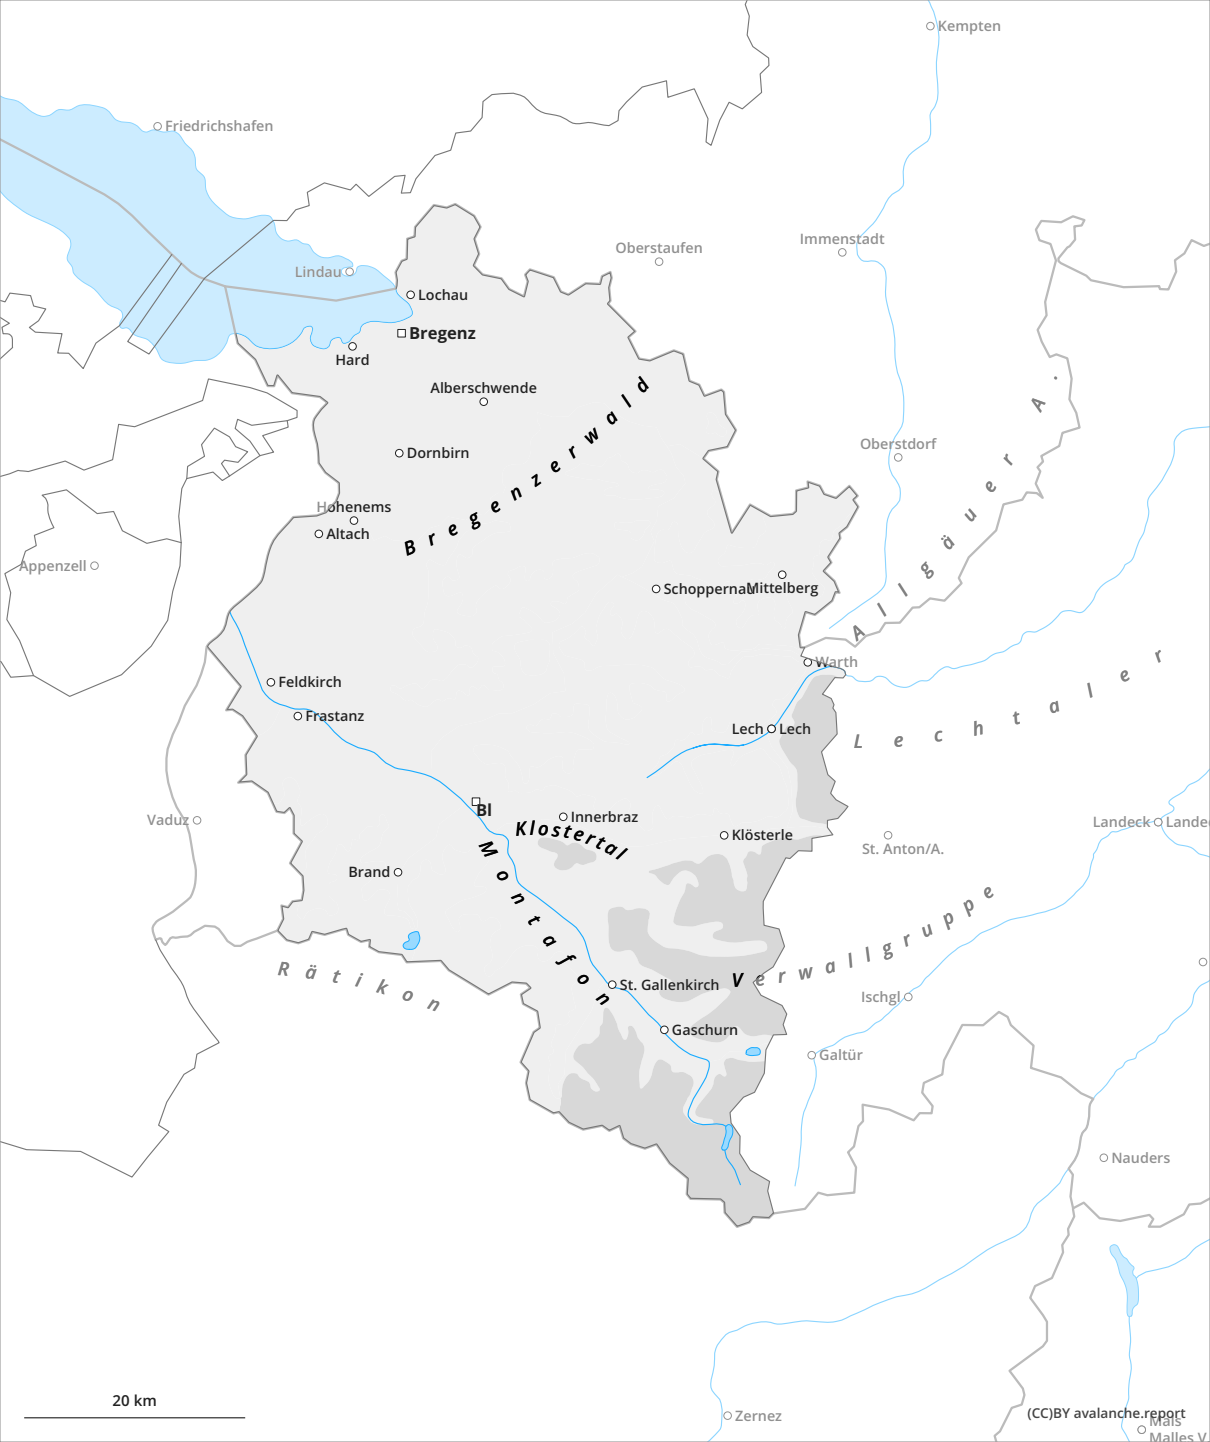 Kempten
Friedrichshafen
Immenstadt
Oberstaufen
Lindau
Lochau
Bregenz
Hard
Alberschwende
Bregenzerwald
Allgäuer A.
Oberstdorf
Dornbirn
Hohenems
Altach
Appenzell
Schoppernau
Mittelberg
Warth
Lechtaler
Feldkirch
Frastanz
Lech
Lech
Vaduz
Bl
Innerbraz
Klostertal
Klösterle
Landeck
St. Anton/A.
Brand
Montafon
Verwallgruppe
Rätikon
St. Gallenkirch
Ischgl
Gaschurn
Galtür
Nauders
20 km
(CC)BY avalanche.report
Zernez
Mals
Malles V